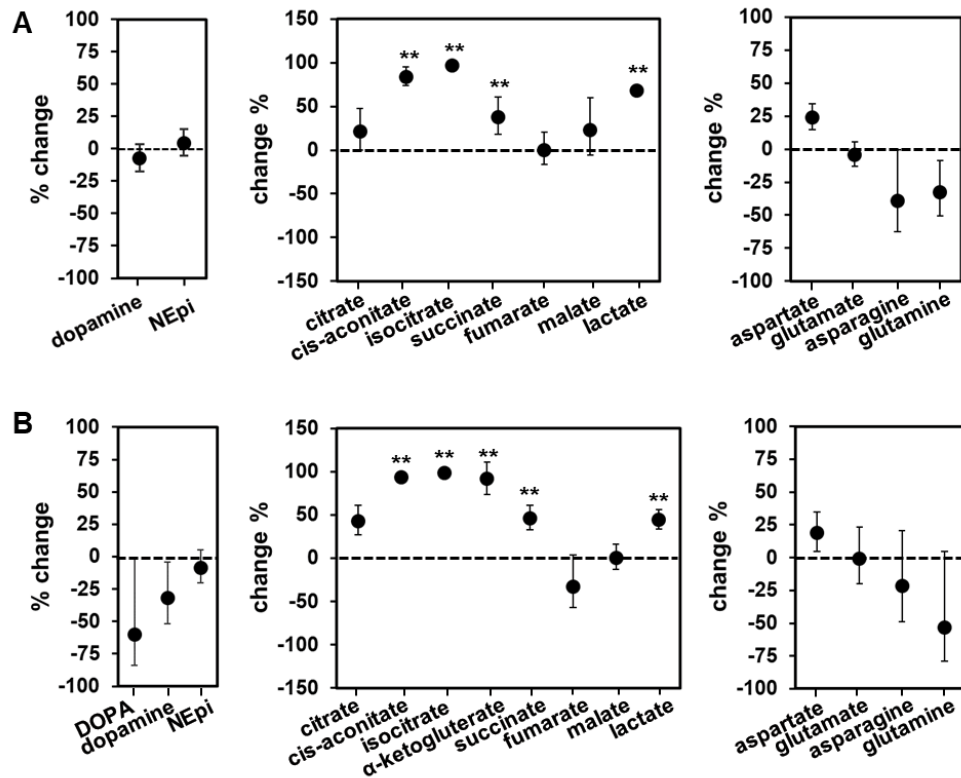 A
100
75
50
25
0
-25
-50
-75
-100
% change
dopamine
NEpi
150
100
50
0
-50
-100
-150
change %
** ** ** **
citrate
cis-aconitate
isocitrate
succinate
fumarate
malate
lactate
100
75
50
25
0
-25
-50
-75
-100
change %
aspartate
glutamate
asparagine
glutamine
B
100
75
50
25
0
-25
-50
-75
-100
% change
DOPA
dopamine
NEpi
150
100
50
0
-50
-100
-150
change %
** ** ** ** **
citrate
cis-aconitate
isocitrate
α-ketogluterate
succinate
fumarate
malate
lactate
100
75
50
25
0
-25
-50
-75
-100
change %
aspartate
glutamate
asparagine
glutamine